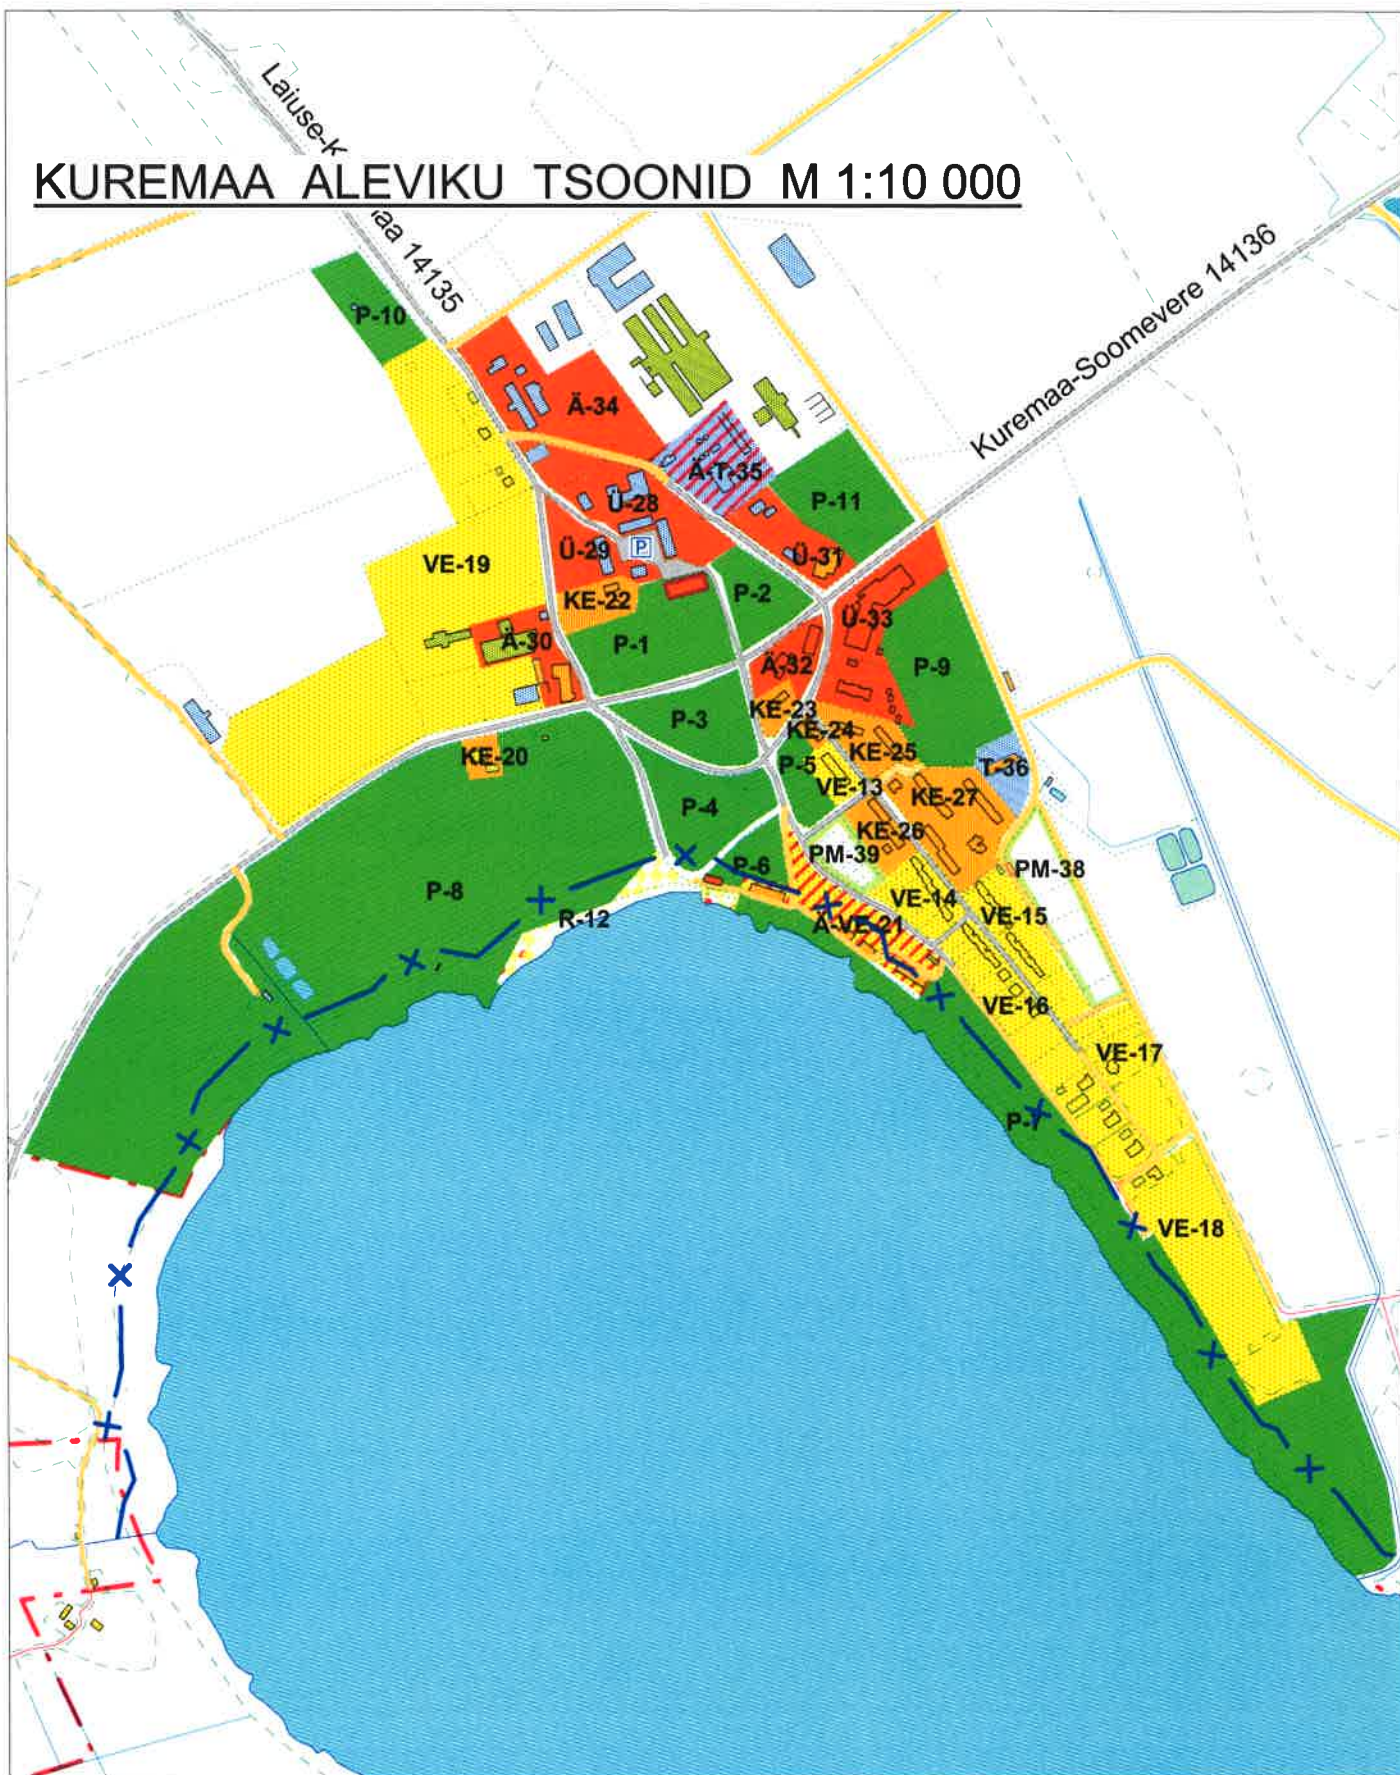 Laiuse-K
KUREMAA ALEVIKU TSOONID M 1:10 000
aa 14135
Kuremaa-Soomevere 14136
P-10
Ä-34
Ä-T-35
P-11
Ü-28
P
Ü-29
Ü-31
VE-19
KE-22
P-2
Ü-33
Ä-30
P-1
Ä-32
P-9
KE-23
P-3
KE-24
KE-25
KE-20
P-5
T-36
VE-13
KE-27
P-4
KE-26
PM-39
P-6
PM-38
P-8
VE-14
R-12
VE-15
Ä-VE-21
VE-16
VE-17
P-7
VE-18